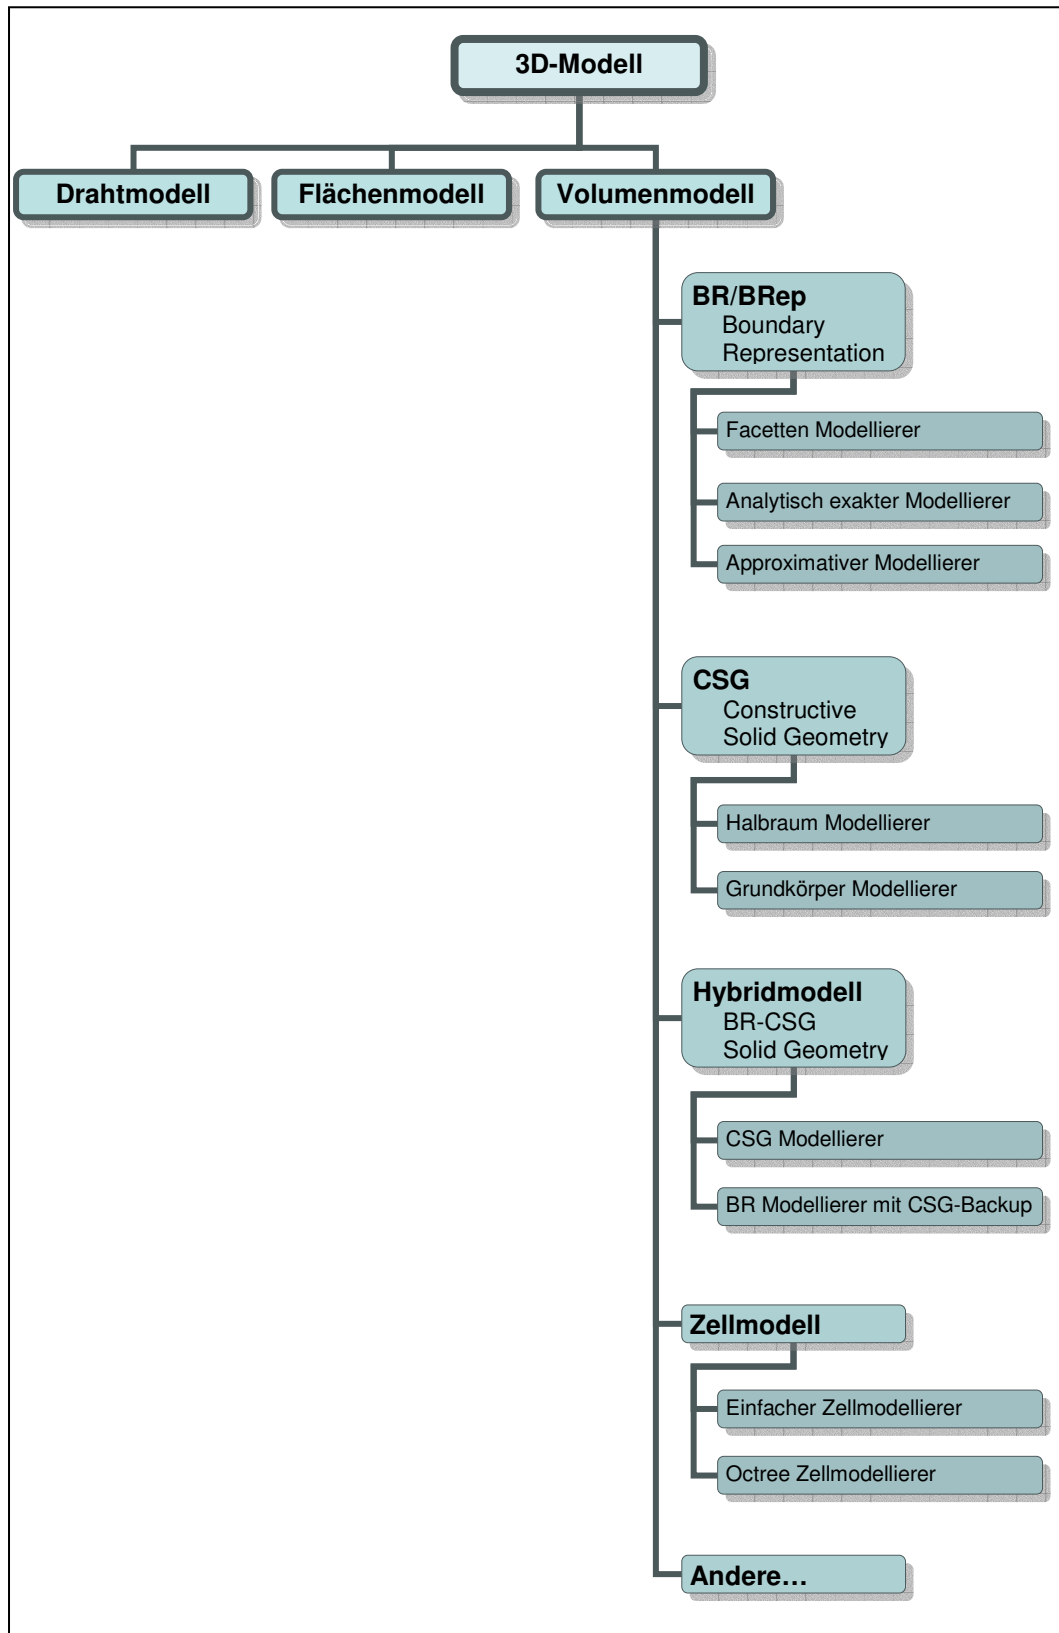 3D-Modell
Drahtmodell
Flächenmodell
Volumenmodell
BR/BRep
Boundary
Representation
Facetten Modellierer
Analytisch exakter Modellierer
Approximativer Modellierer
CSG
Constructive
Solid Geometry
Halbraum Modellierer
Grundkörper Modellierer
Hybridmodell
BR-CSG
Solid Geometry
CSG Modellierer
BR Modellierer mit CSG-Backup
Zellmodell
Einfacher Zellmodellierer
Octree Zellmodellierer
Andere...